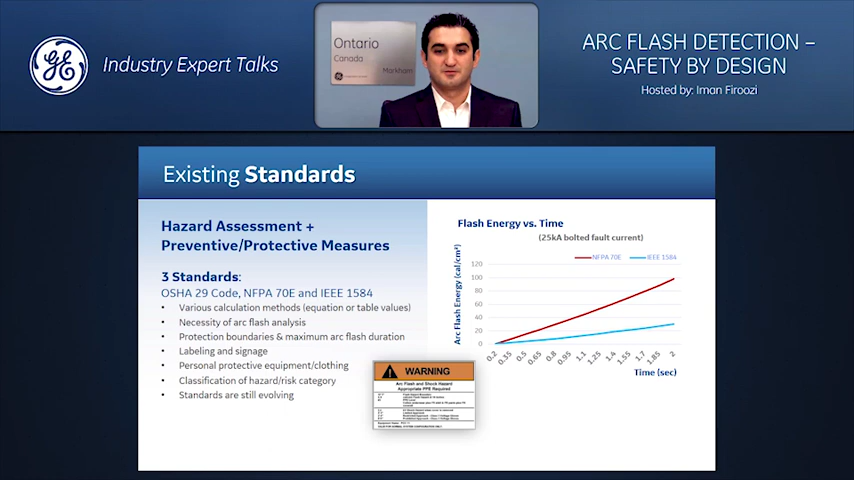 GE
Industry Expert Talks
Ontario
Canada
Markham
ARC FLASH DETECTION –
SAFETY BY DESIGN
Hosted by: Iman Firoozi
Existing Standards
Hazard Assessment +
Preventive/Protective Measures
3 Standards:
OSHA 29 Code, NFPA 70E and IEEE 1584
• Various calculation methods (equation or table values)
• Necessity of arc flash analysis
• Protection boundaries & maximum arc flash duration
• Labeling and signage
• Personal protective equipment/clothing
• Classification of hazard/risk category
• Standards are still evolving
WARNING
Arc Flash and Shock Hazard
Appropriate PPE Required
Flash Energy vs. Time
(25kA bolted fault current)
NFPA 70E
IEEE 1584
Arc Flash Energy (cal/cm²)
120
100
80
60
40
20
0
0.2 0.35 0.5 0.65 0.8 0.95 1.1 1.25 1.4 1.55 1.7 1.85 2
Time (sec)